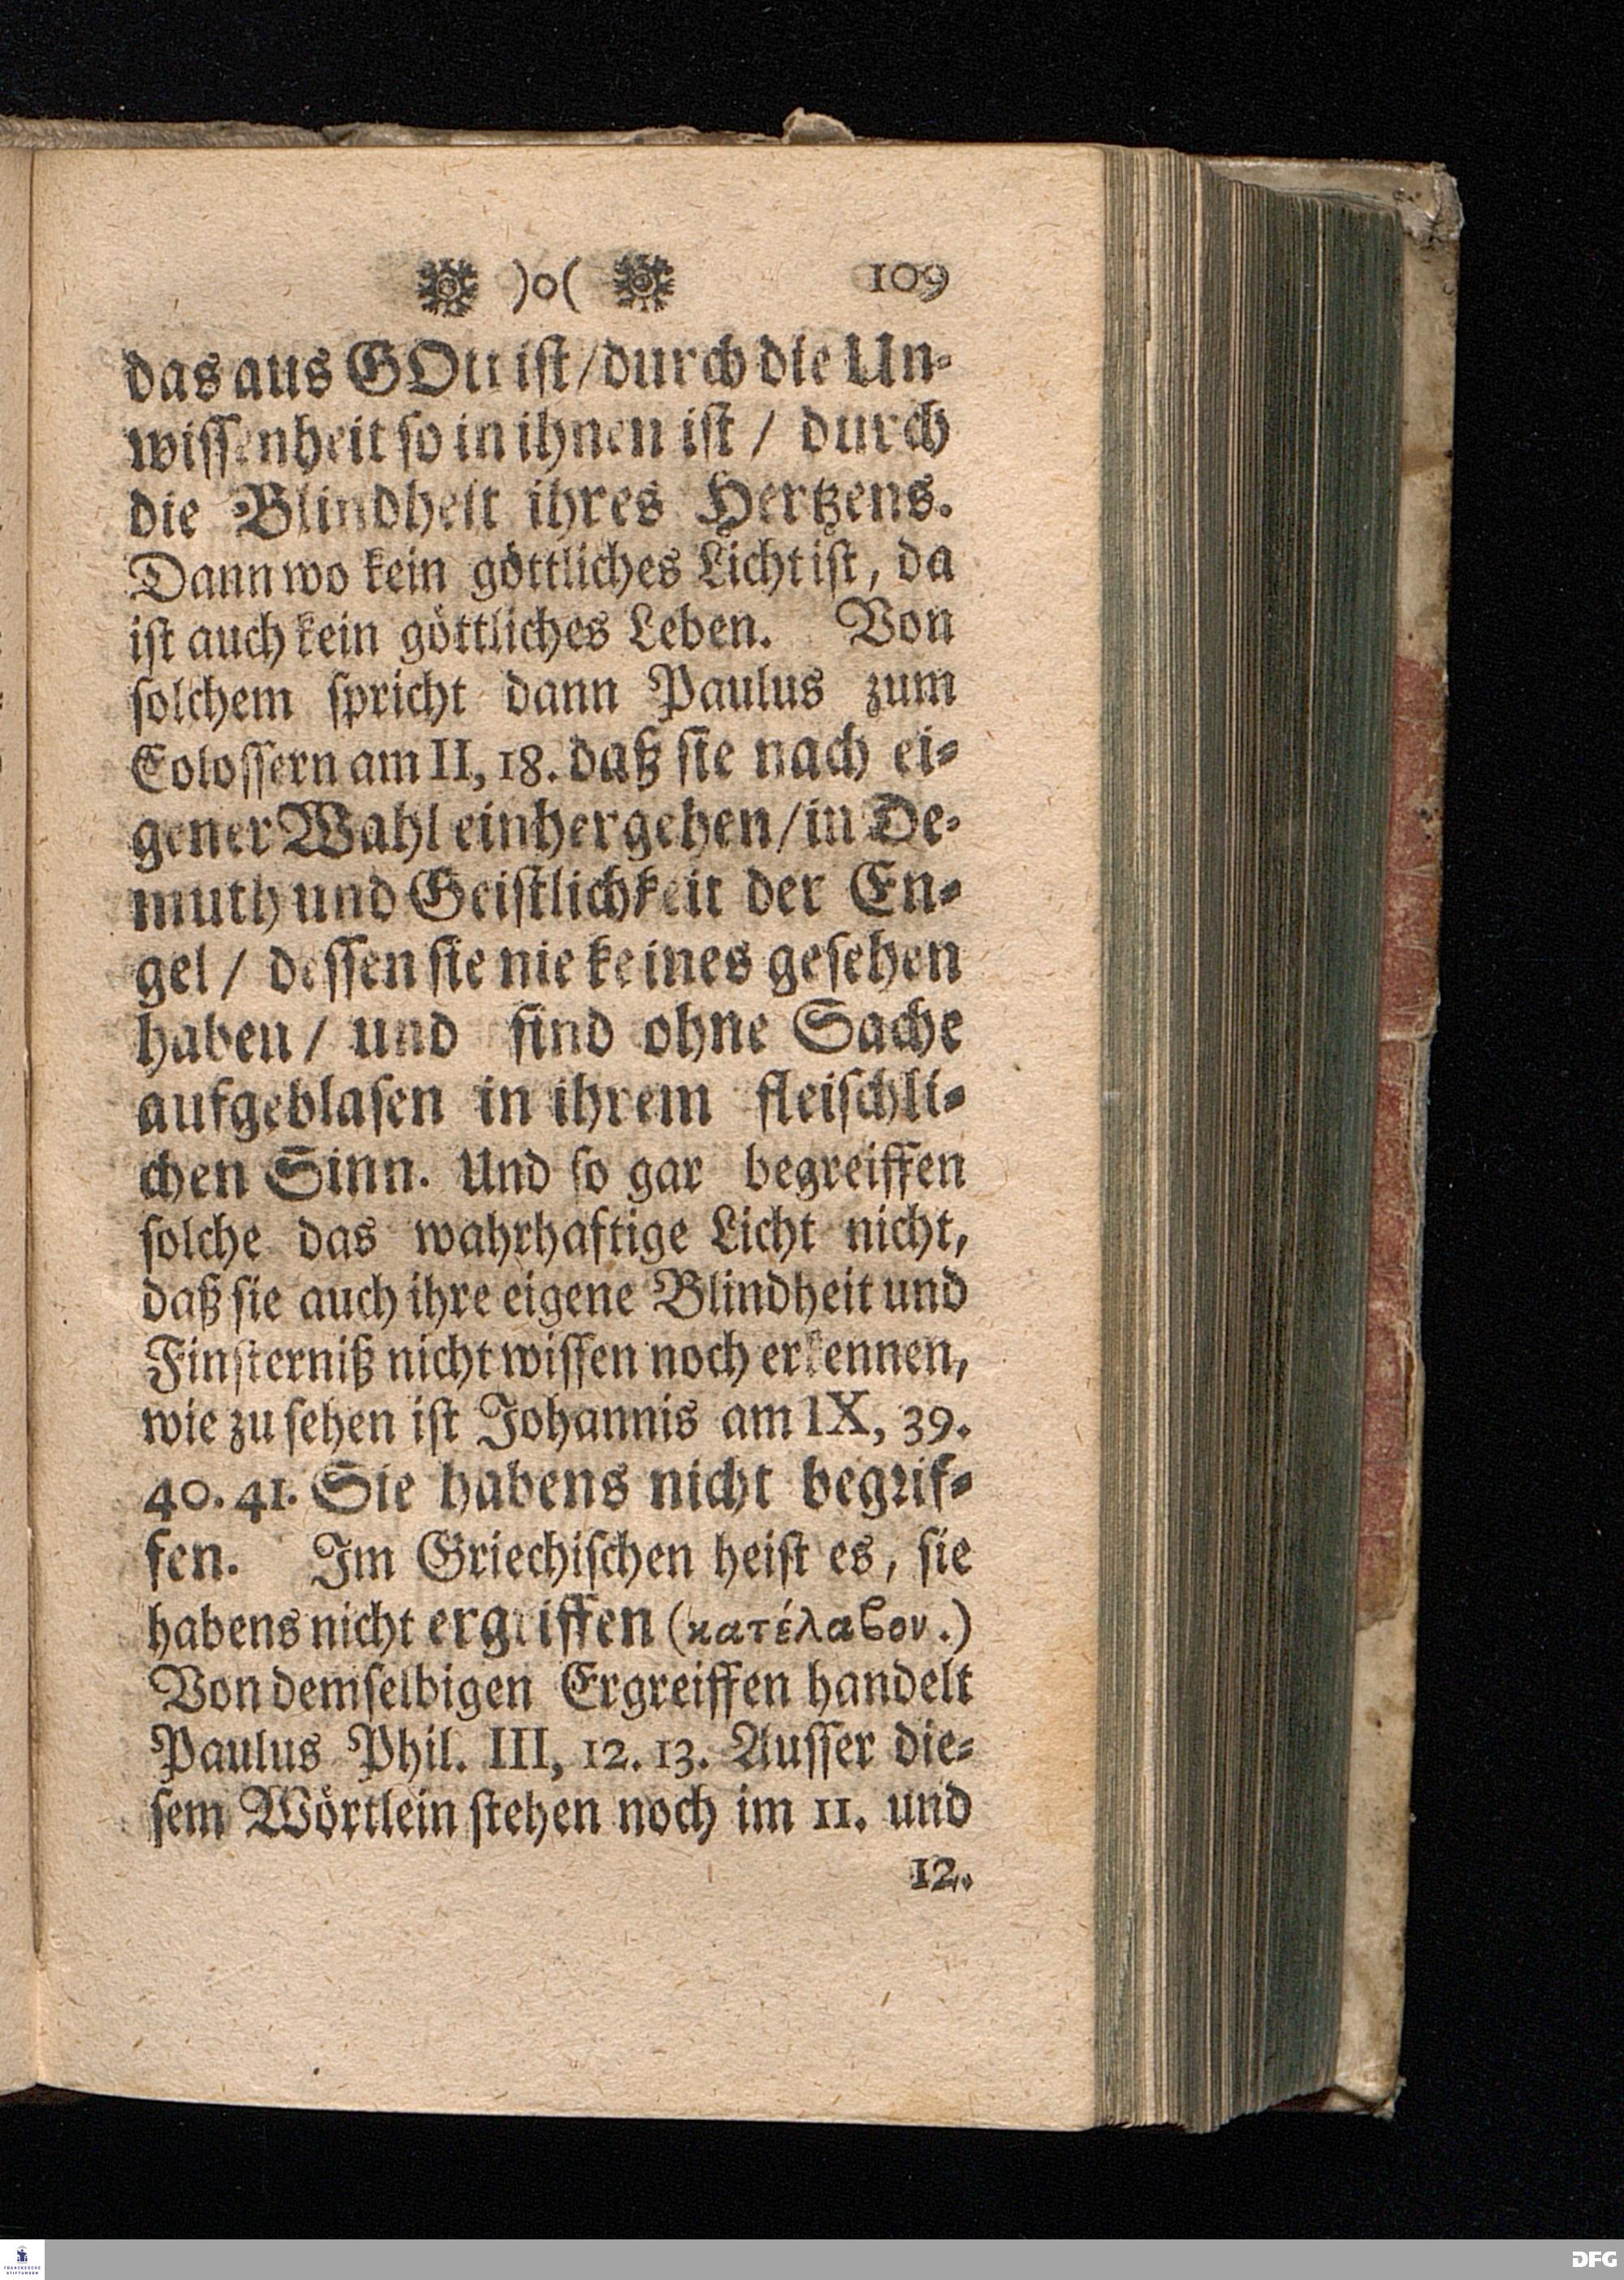 )o( 109
das aus GOtt ist / durch die Un-
wissenheit so in ihnen ist / durch
die Blindheit ihres Hertzens.
Dann wo kein göttliches Licht ist, da
ist auch kein göttliches Leben. Von
solchem spricht dann Paulus zum
Colossern am II, 18. daß sie nach ei-
gener Wahl einher gehen / in De-
muth und Geistlichkeit der En-
gel / dessen sie nie keines gesehen
haben / und sind ohne Sache
aufgeblasen in ihrem fleischli-
chen Sinn. Und so gar begreiffen
solche das wahrhaftige Licht nicht,
daß sie auch ihre eigene Blindheit und
Finsterniß nicht wissen noch erkennen,
wie zu sehen ist Johannis am IX, 39.
40. 41. Sie habens nicht begrif-
fen. Im Griechischen heist es, sie
habens nicht ergriffen (κατέλαϐον.)
Von demselbigen Ergreiffen handelt
Paulus Phil. III, 12. 13. Ausser die-
sem Wörtlein stehen noch im 11. und
12.
FRANCKESCHE
STIFTUNGEN
DFG